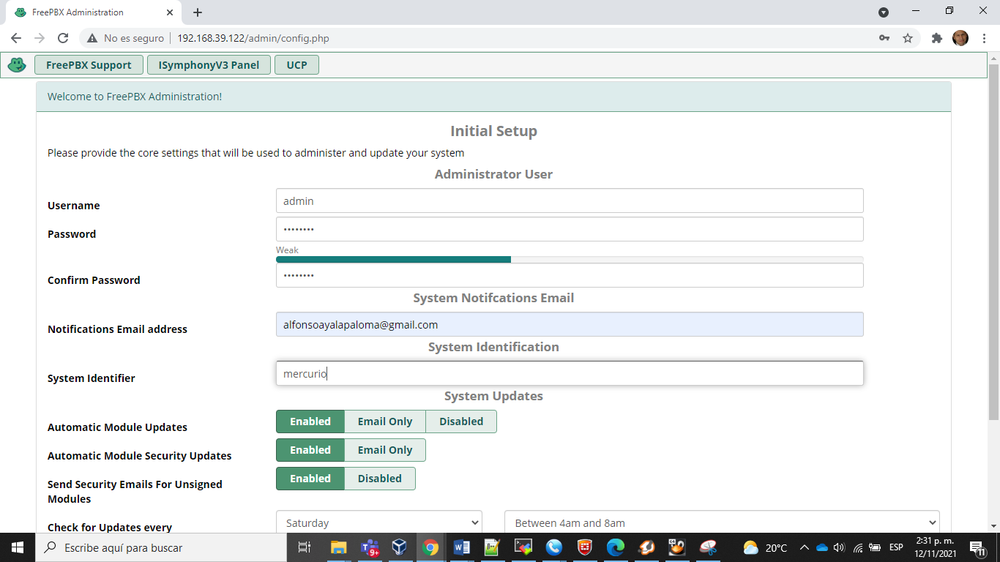 FreePBX Administration
No es seguro 192.168.39.122/admin/config.php
FreePBX Support ISymphonyV3 Panel UCP
Welcome to FreePBX Administration!
Initial Setup
Please provide the core settings that will be used to administer and update your system
Administrator User
Username admin
Password ••••••••
Weak
Confirm Password ••••••••
System Notifcations Email
Notifications Email address alfonsoayalapaloma@gmail.com
System Identification
System Identifier mercurio
System Updates
Automatic Module Updates Enabled Email Only Disabled
Automatic Module Security Updates Enabled Email Only
Send Security Emails For Unsigned Modules Enabled Disabled
Check for Updates every Saturday Between 4am and 8am
Escribe aquí para buscar 9+ 20°C ESP 2:31 p. m.
12/11/2021 11